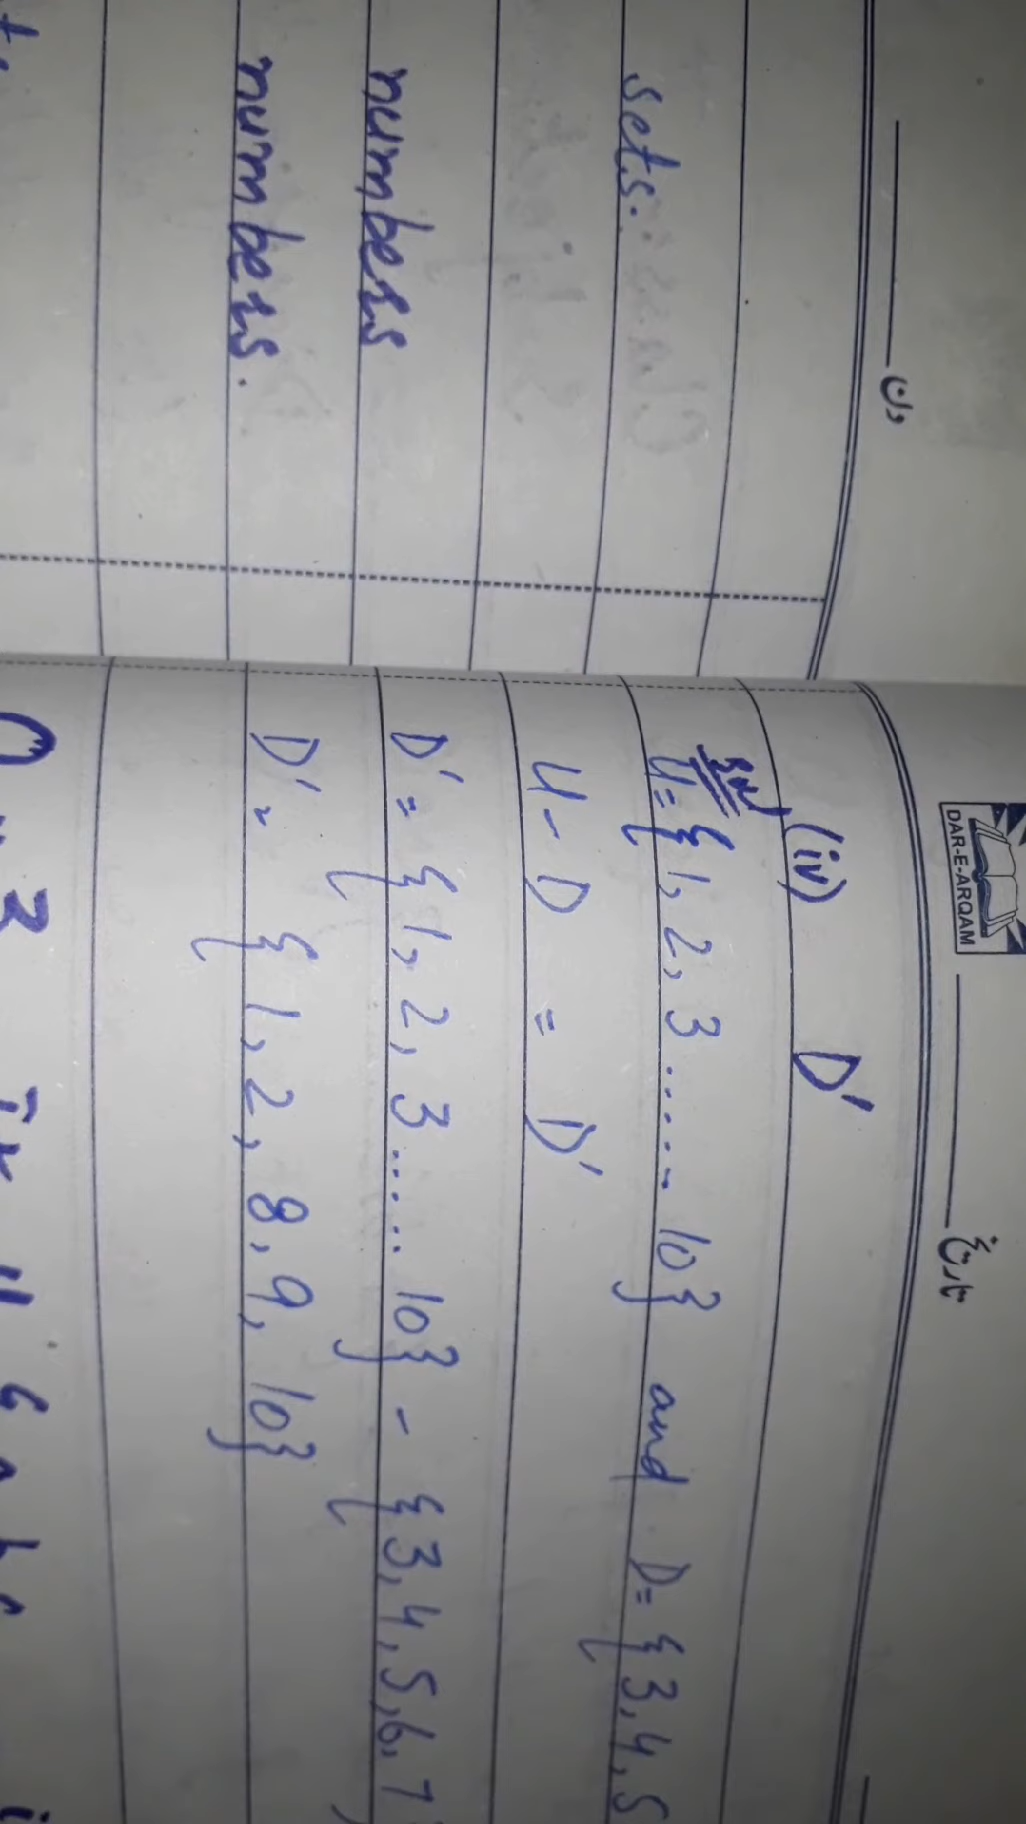 دن
sets.
numbers
numbers.
DAR-E-ARQAM
تاریخ
(iv) D'
Sol
U = { 1, 2, 3 ...... 10 } and D = { 3, 4, 5
U - D = D'
D' = { 1, 2, 3 ..... 10 } - { 3, 4, 5, 6, 7
D' = { 1, 2, 8, 9, 10 }